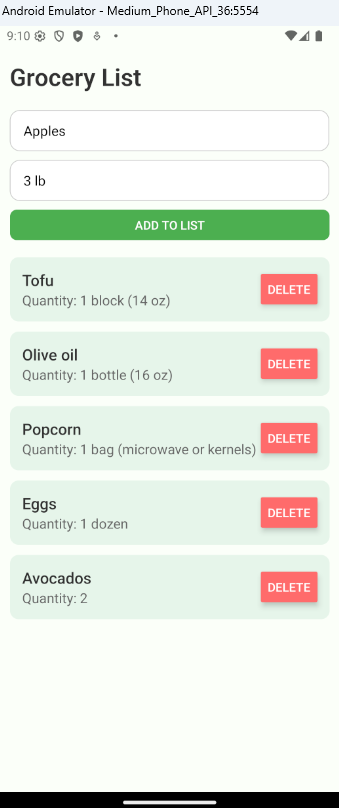 Android Emulator - Medium_Phone_API_36:5554
9:10
Grocery List
Apples
3 lb
ADD TO LIST
Tofu
Quantity: 1 block (14 oz)
DELETE
Olive oil
Quantity: 1 bottle (16 oz)
DELETE
Popcorn
Quantity: 1 bag (microwave or kernels)
DELETE
Eggs
Quantity: 1 dozen
DELETE
Avocados
Quantity: 2
DELETE